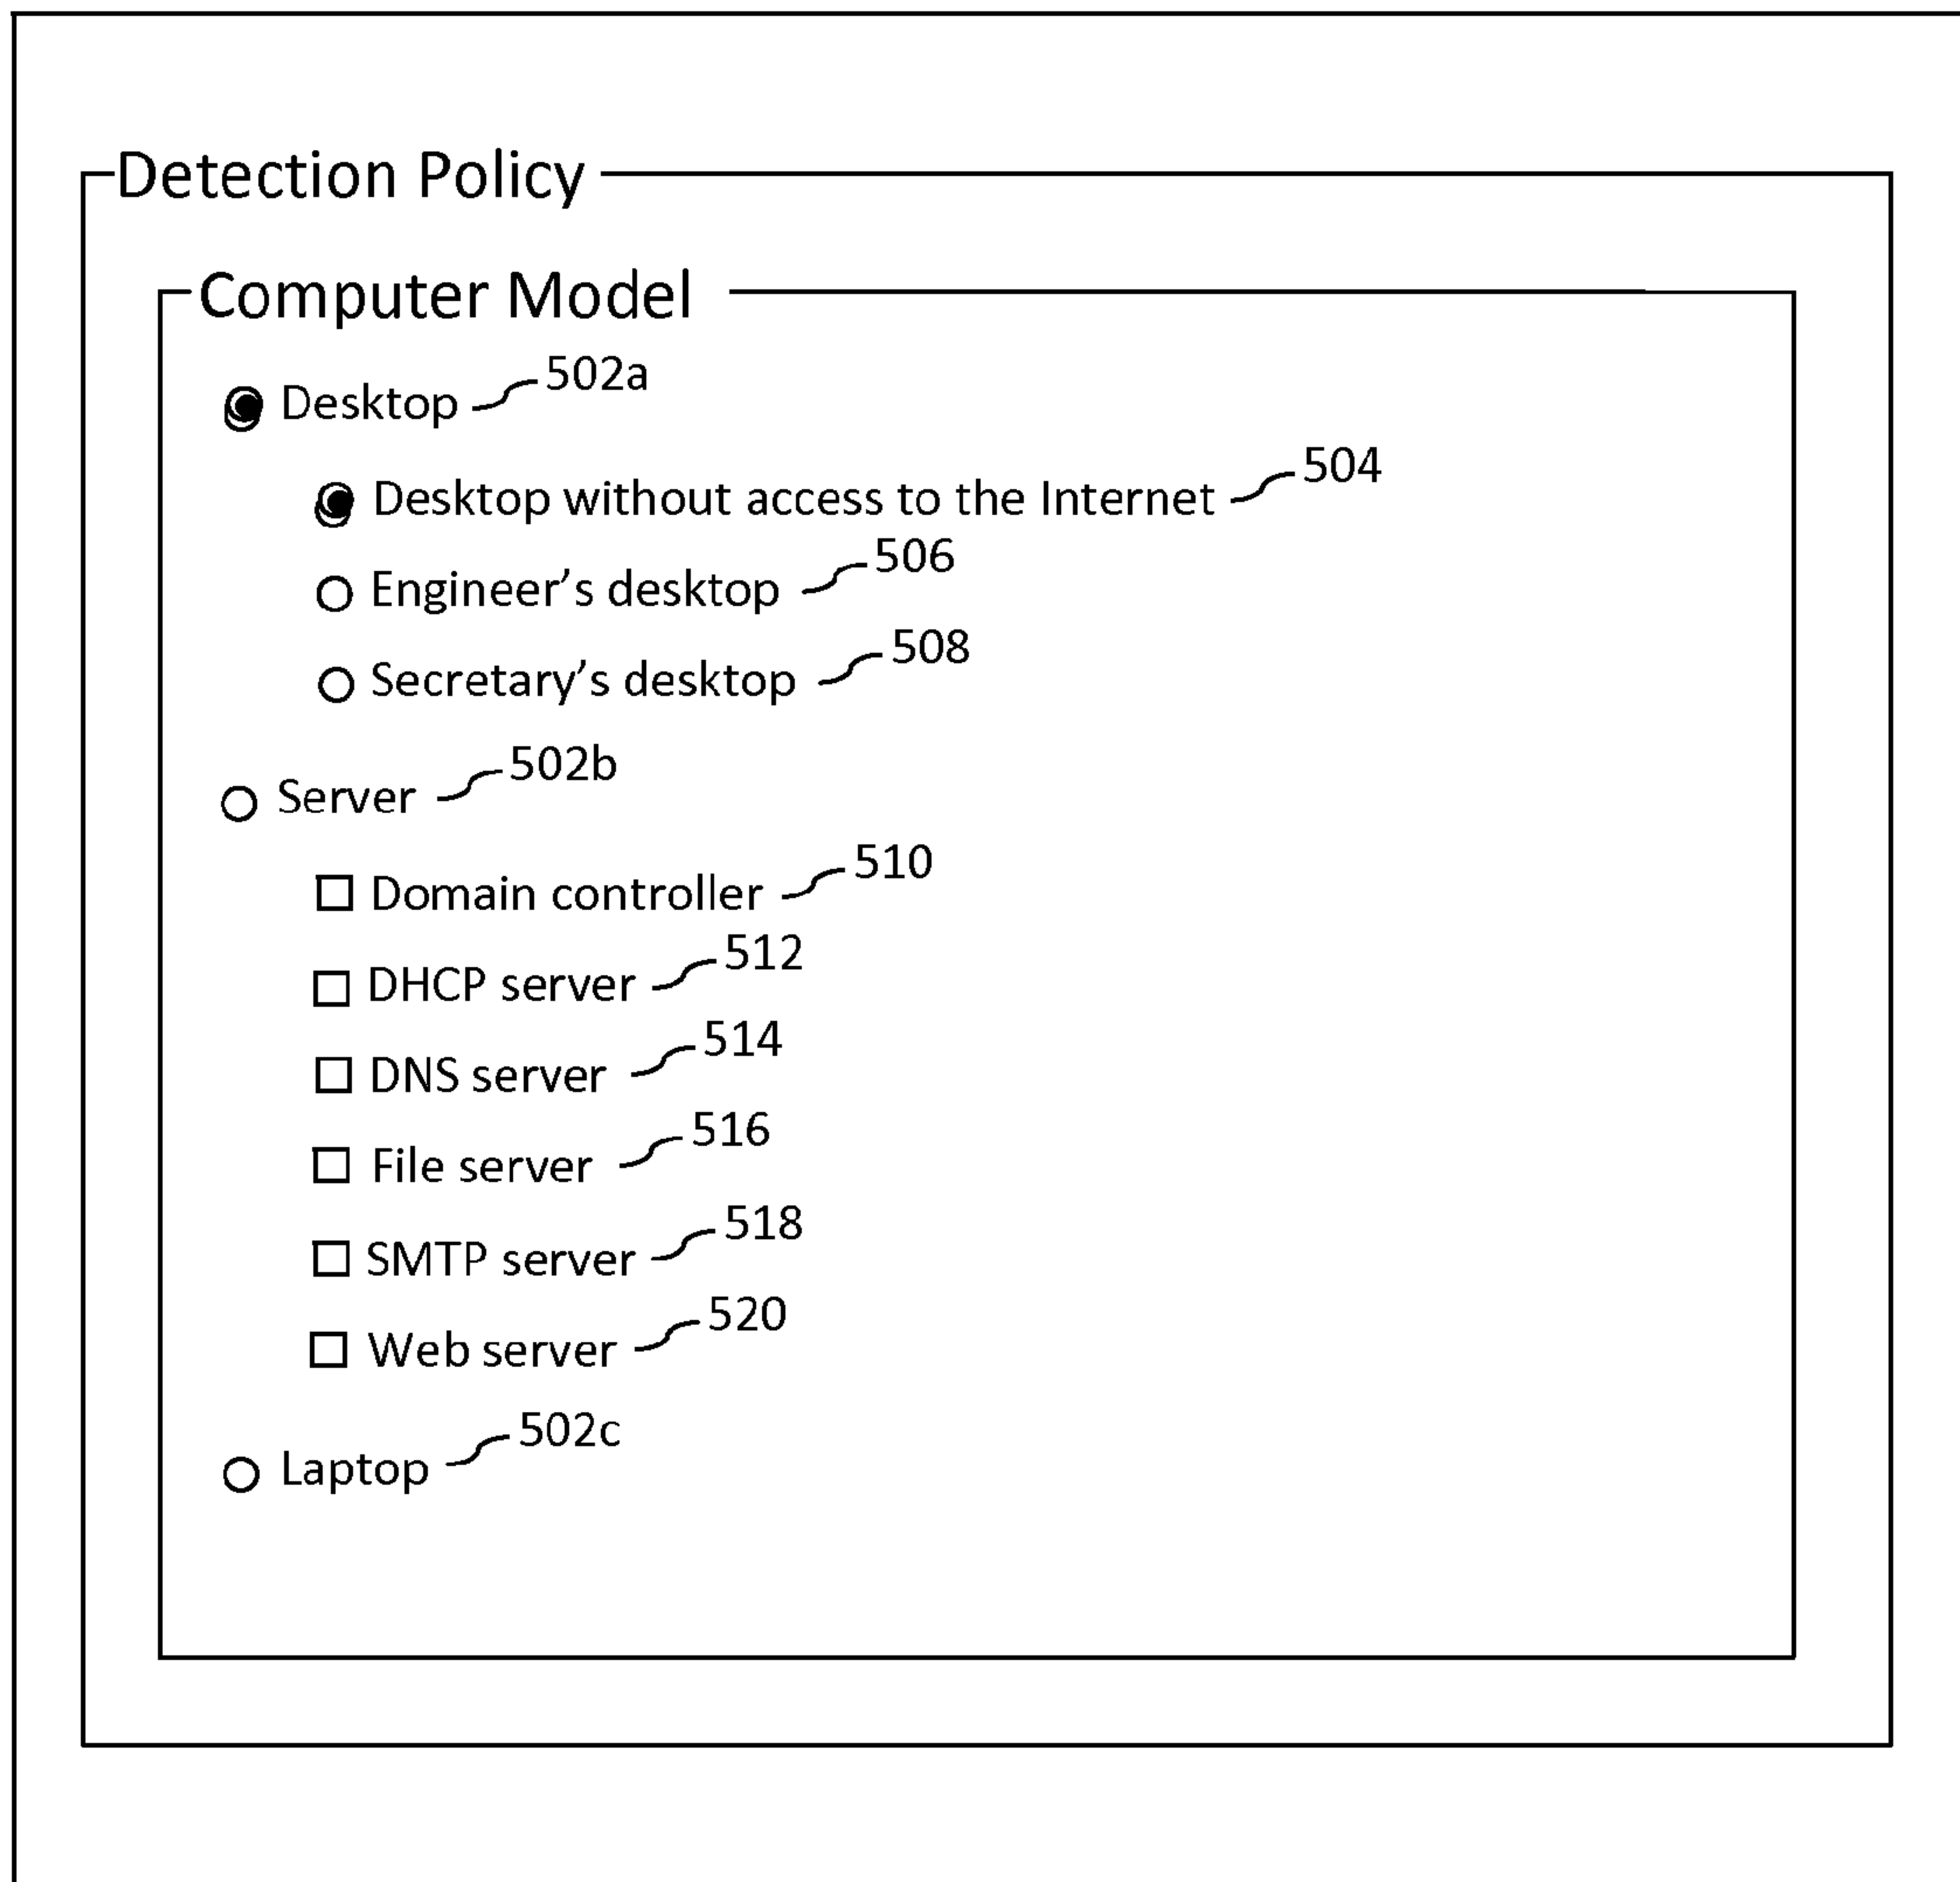 Detection Policy
Computer Model
Desktop 502a
Desktop without access to the Internet 504
Engineer’s desktop 506
Secretary’s desktop 508
Server 502b
Domain controller 510
DHCP server 512
DNS server 514
File server 516
SMTP server 518
Web server 520
Laptop 502c